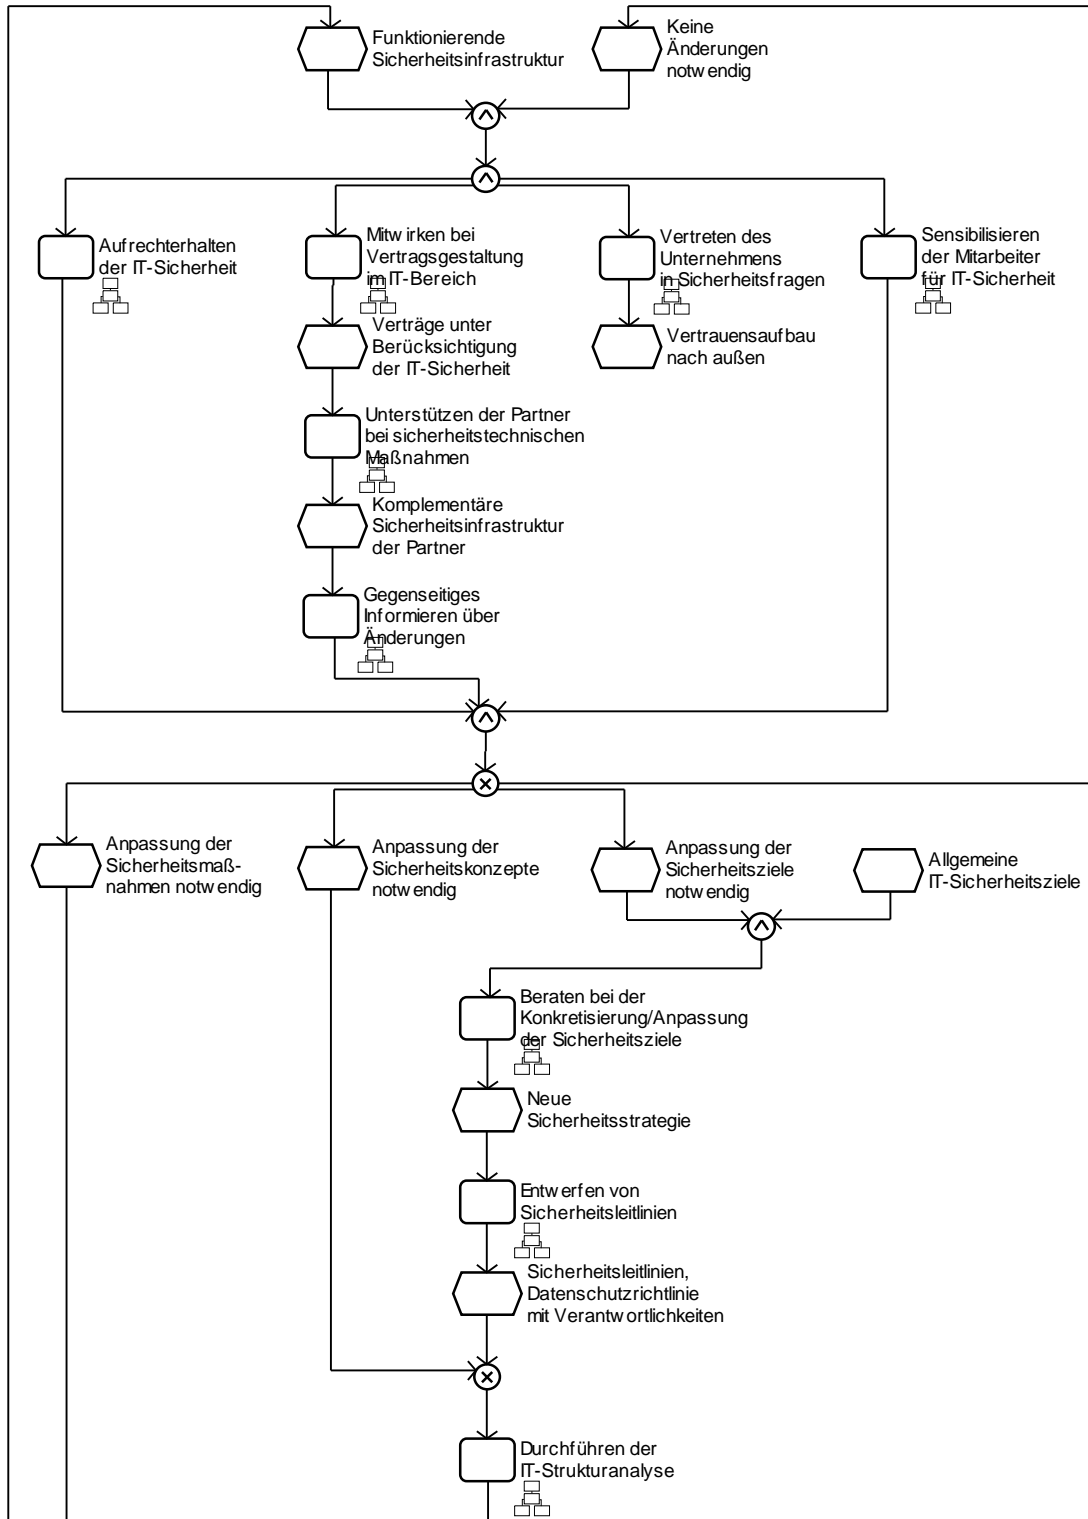 Funktionierende
Sicherheitsinfrastruktur
Keine
Änderungen
notwendig
Aufrechterhalten
der IT-Sicherheit
Mitwirken bei
Vertragsgestaltung
im IT-Bereich
Vertreten des
Unternehmens
in Sicherheitsfragen
Sensibilisieren
der Mitarbeiter
für IT-Sicherheit
Verträge unter
Berücksichtigung
der IT-Sicherheit
Vertrauensaufbau
nach außen
Unterstützen der Partner
bei sicherheitstechnischen
Maßnahmen
Komplementäre
Sicherheitsinfrastruktur
der Partner
Gegenseitiges
Informieren über
Änderungen
Anpassung der
Sicherheitsmaß-
nahmen notwendig
Anpassung der
Sicherheitskonzepte
notwendig
Anpassung der
Sicherheitsziele
notwendig
Allgemeine
IT-Sicherheitsziele
Beraten bei der
Konkretisierung/Anpassung
der Sicherheitsziele
Neue
Sicherheitsstrategie
Entwerfen von
Sicherheitsleitlinien
Sicherheitsleitlinien,
Datenschutzrichtlinie
mit Verantwortlichkeiten
Durchführen der
IT-Strukturanalyse